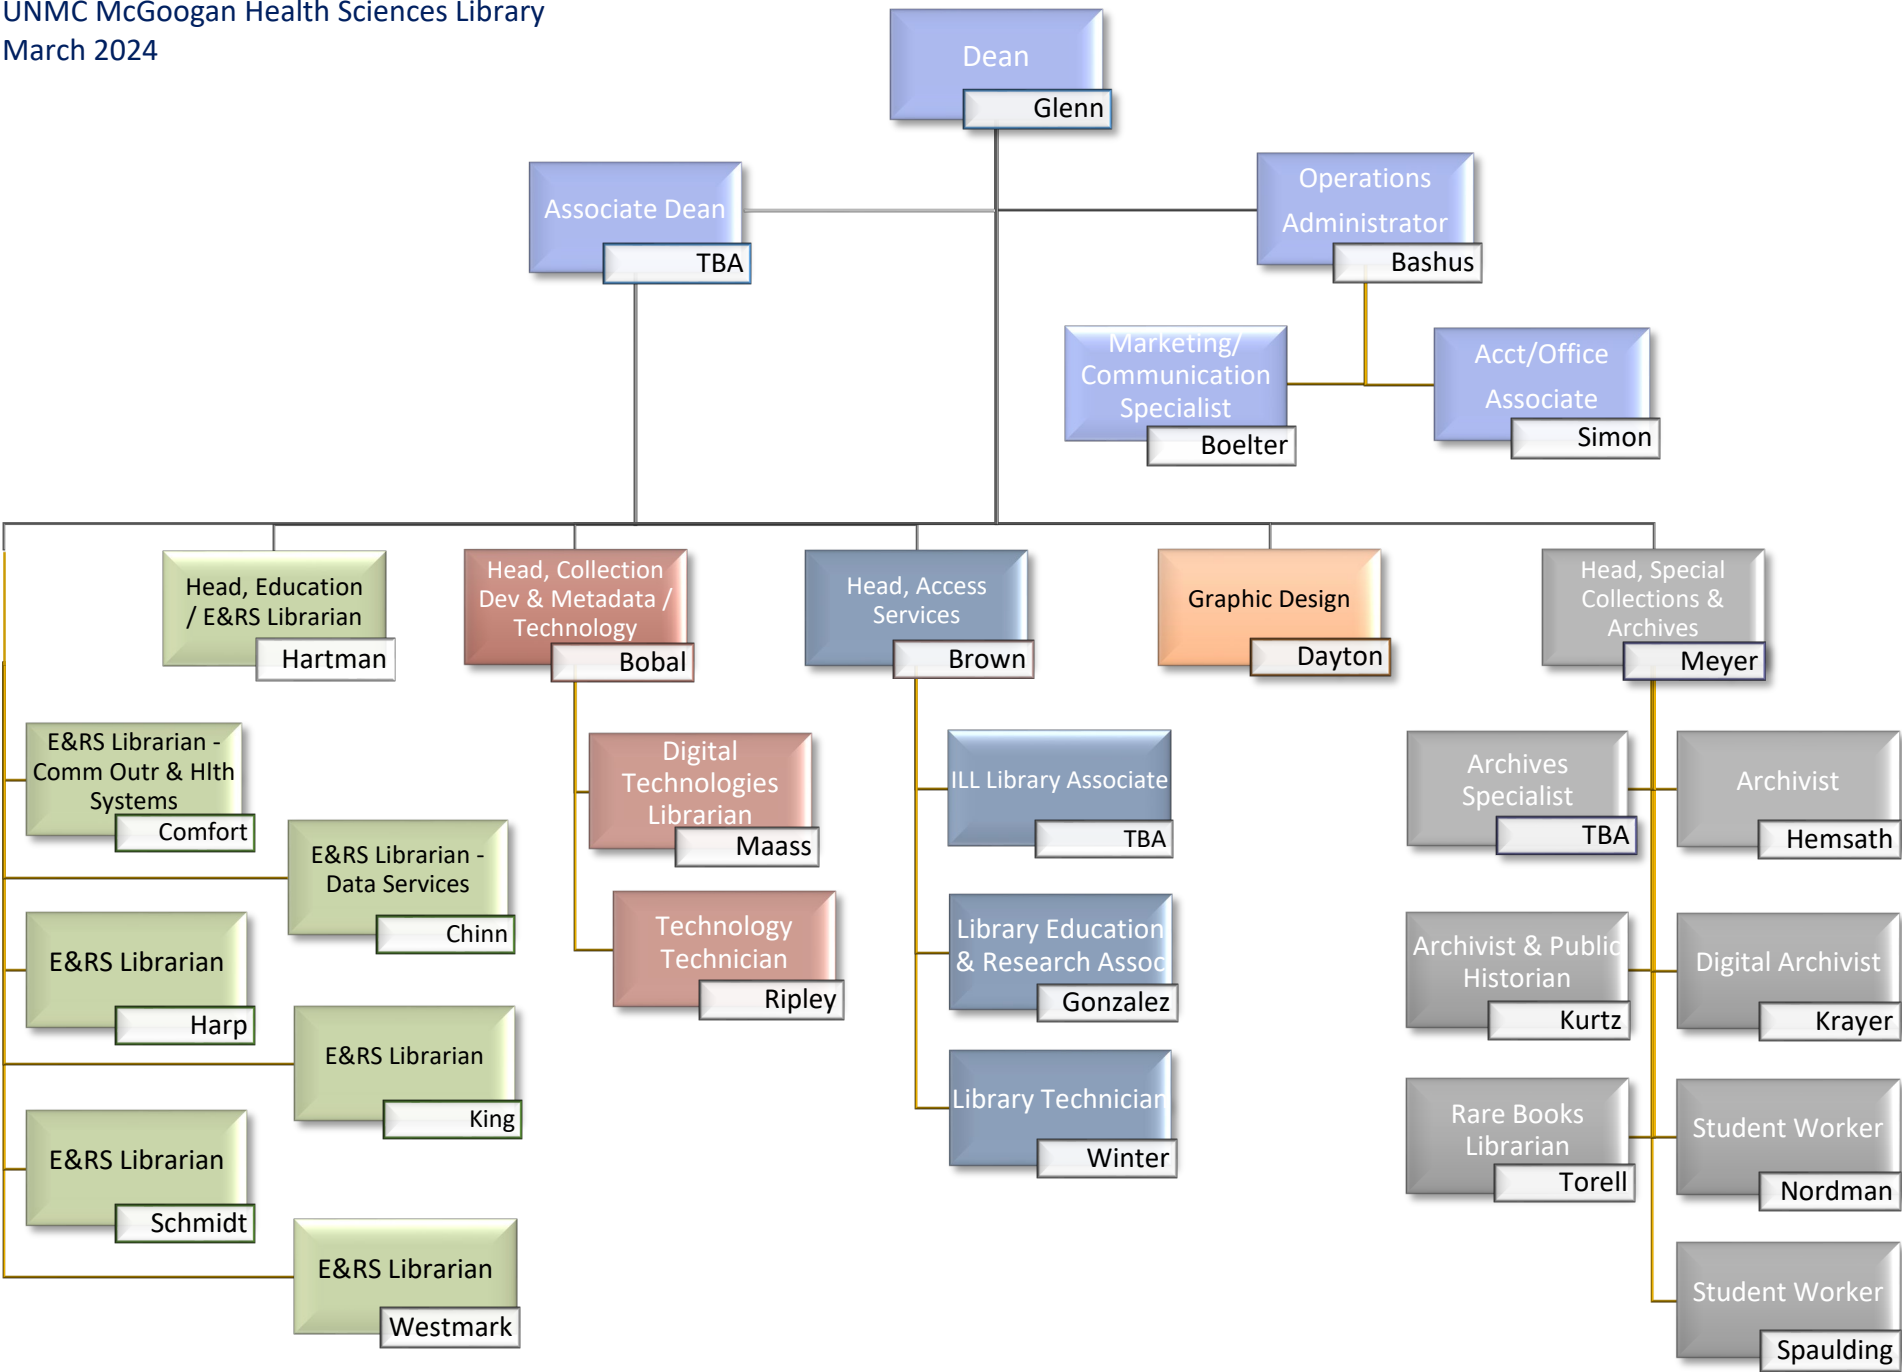 UNMC McGoogan Health Sciences Library
March 2024
Dean
Glenn
Associate Dean
TBA
Operations
Administrator
Bashus
Marketing/
Communication
Specialist
Boelter
Acct/Office
Associate
Simon
Head, Education
/ E&RS Librarian
Hartman
Head, Collection
Dev & Metadata /
Technology
Bobal
Head, Access
Services
Brown
Graphic Design
Dayton
Head, Special
Collections &
Archives
Meyer
E&RS Librarian -
Comm Outr & Hlth
Systems
Comfort
E&RS Librarian -
Data Services
Chinn
E&RS Librarian
Harp
E&RS Librarian
King
E&RS Librarian
Schmidt
E&RS Librarian
Westmark
Digital
Technologies
Librarian
Maass
Technology
Technician
Ripley
ILL Library Associate
TBA
Library Education
& Research Assoc
Gonzalez
Library Technician
Winter
Archives
Specialist
TBA
Archivist
Hemsath
Archivist & Public
Historian
Kurtz
Digital Archivist
Krayer
Rare Books
Librarian
Torell
Student Worker
Nordman
Student Worker
Spaulding